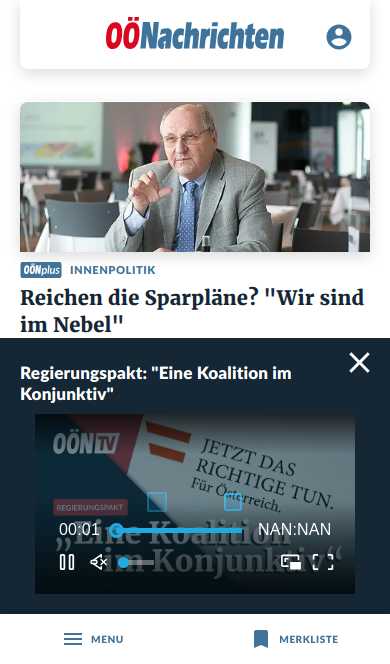 OÖNachrichten
OÖNplus INNENPOLITIK
Reichen die Sparpläne? "Wir sind
im Nebel"
Regierungspakt: "Eine Koalition im
Konjunktiv"
OÖN TV
JETZT DAS
RICHTIGE TUN.
Für Österreich.
REGIERUNGSPAKT
„Eine Koalition
im Konjunktiv“
00:01 NAN:NAN
MENU MERKLISTE